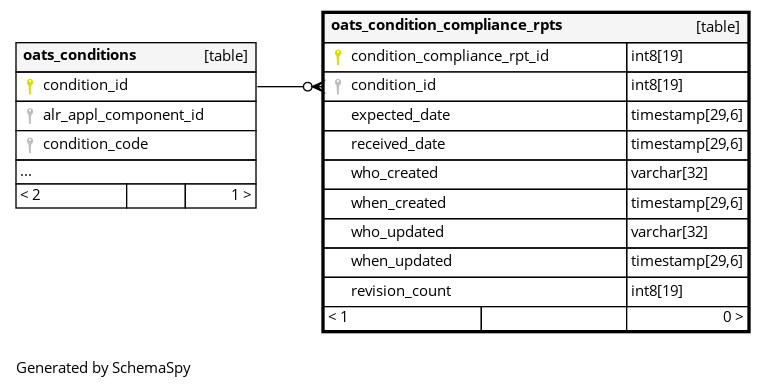 oats_conditions [table]
condition_id
alr_appl_component_id
condition_code
...
< 2 1 >
oats_condition_compliance_rpts [table]
condition_compliance_rpt_id int8[19]
condition_id int8[19]
expected_date timestamp[29,6]
received_date timestamp[29,6]
who_created varchar[32]
when_created timestamp[29,6]
who_updated varchar[32]
when_updated timestamp[29,6]
revision_count int8[19]
< 1 0 >
Generated by SchemaSpy